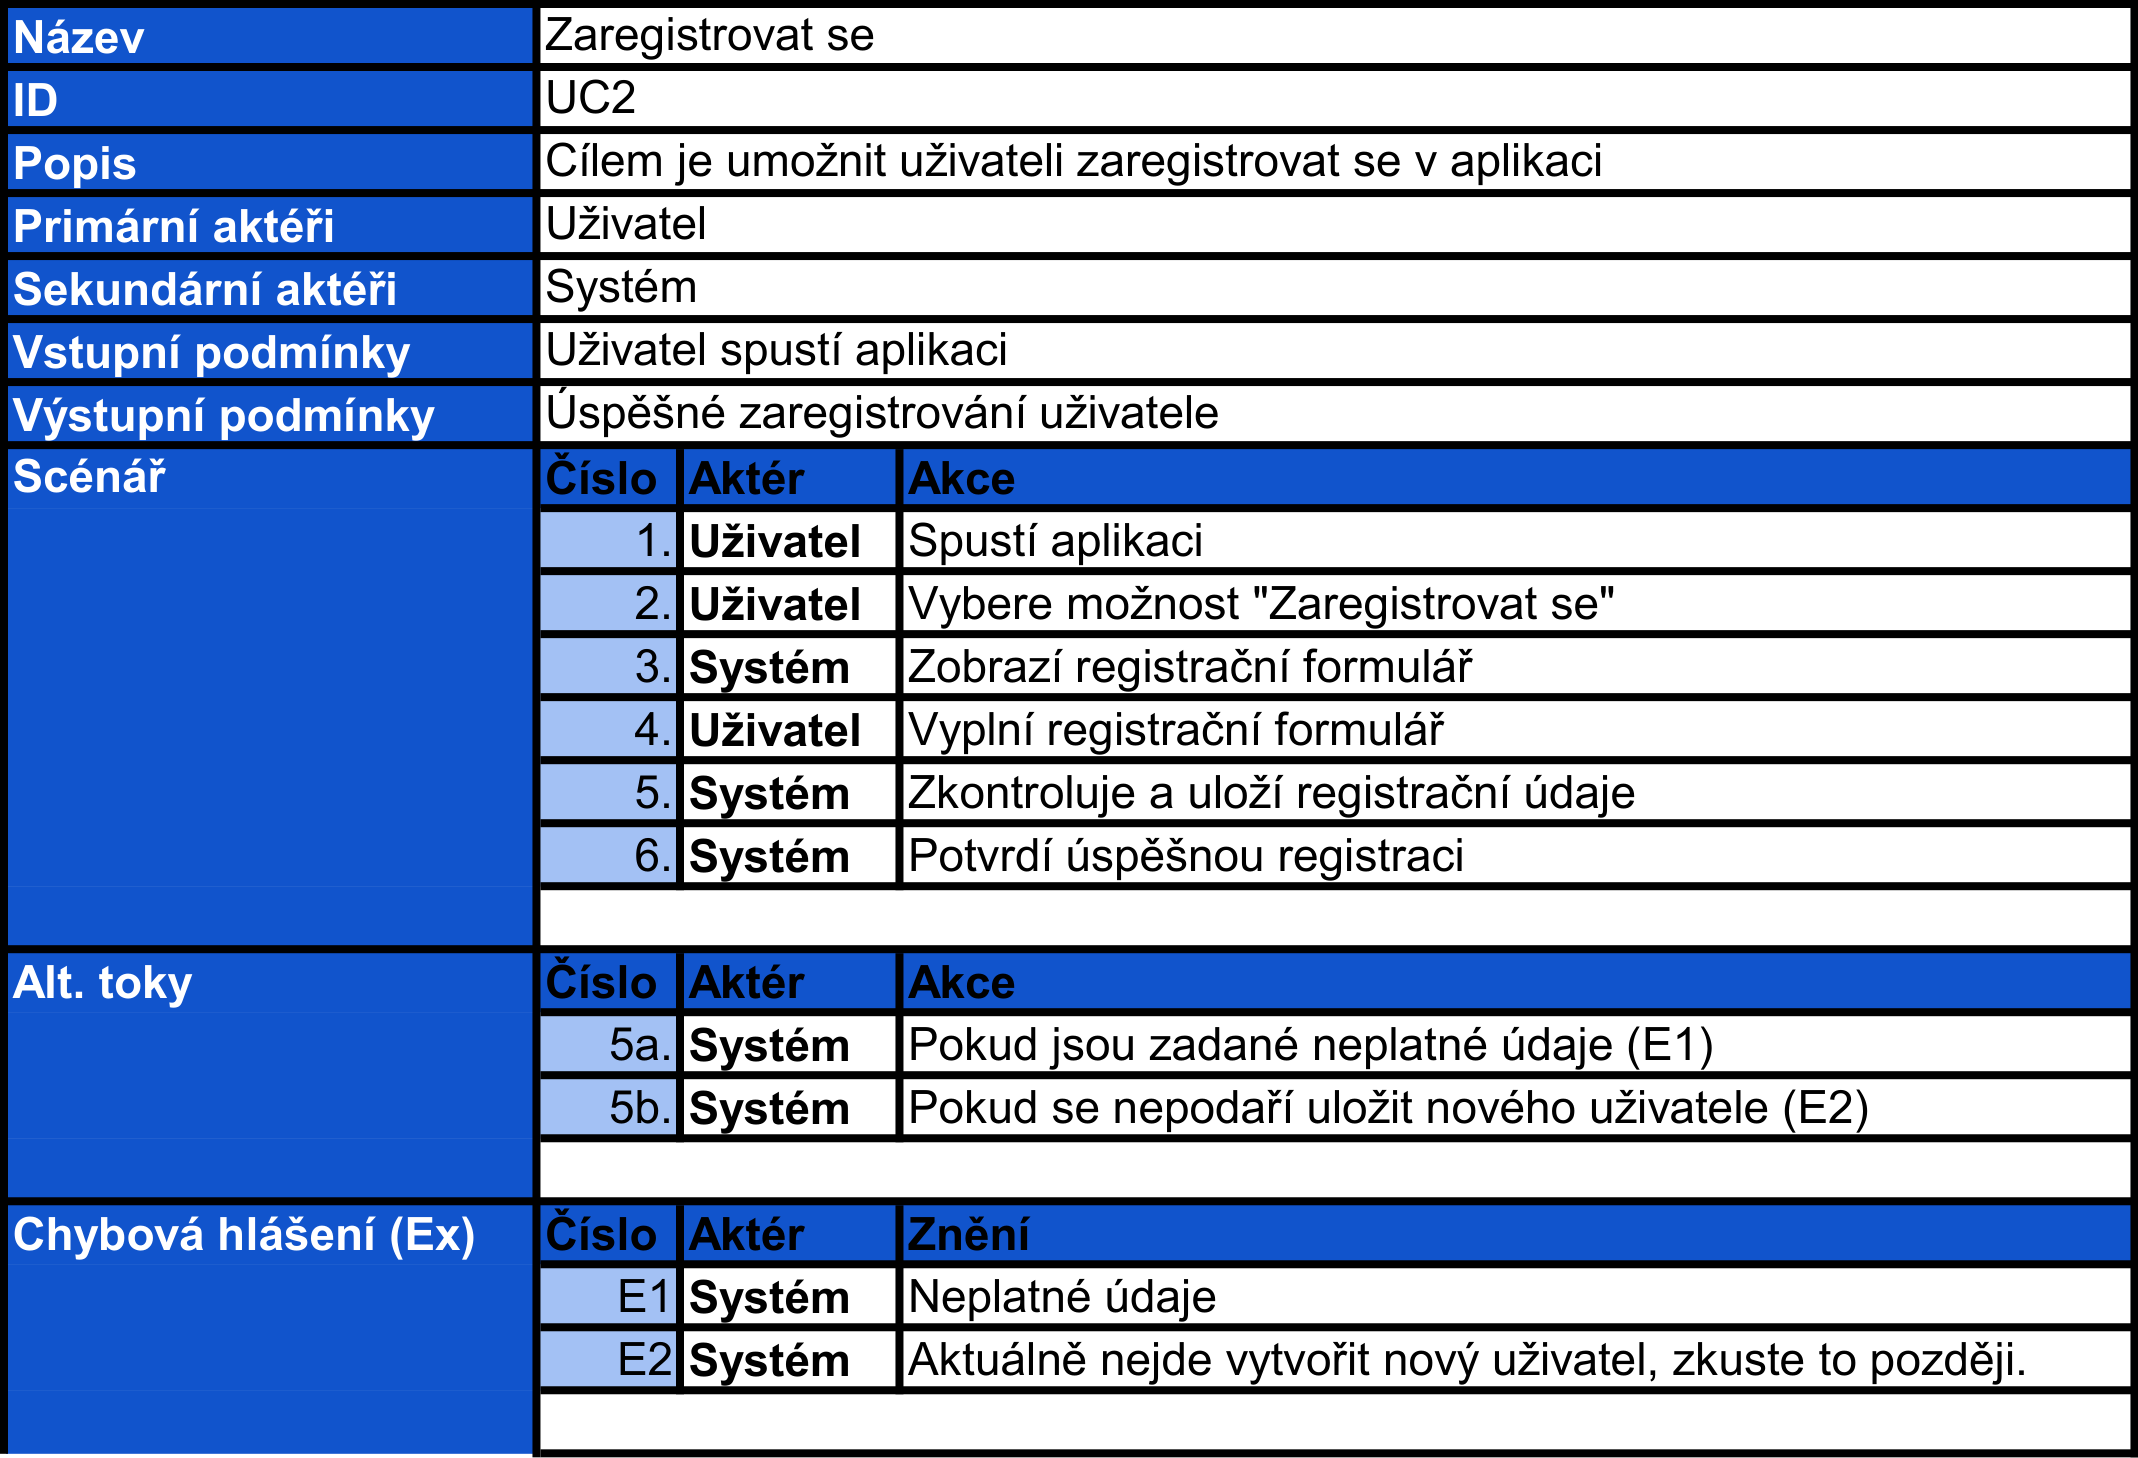 Název Zaregistrovat se
ID UC2
Popis Cílem je umožnit uživateli zaregistrovat se v aplikaci
Primární aktéři Uživatel
Sekundární aktéři Systém
Vstupní podmínky Uživatel spustí aplikaci
Výstupní podmínky Úspěšné zaregistrování uživatele
Scénář Číslo Aktér Akce
1. Uživatel Spustí aplikaci
2. Uživatel Vybere možnost "Zaregistrovat se"
3. Systém Zobrazí registrační formulář
4. Uživatel Vyplní registrační formulář
5. Systém Zkontroluje a uloží registrační údaje
6. Systém Potvrdí úspěšnou registraci
Alt. toky Číslo Aktér Akce
5a. Systém Pokud jsou zadané neplatné údaje (E1)
5b. Systém Pokud se nepodaří uložit nového uživatele (E2)
Chybová hlášení (Ex) Číslo Aktér Znění
E1 Systém Neplatné údaje
E2 Systém Aktuálně nejde vytvořit nový uživatel, zkuste to později.